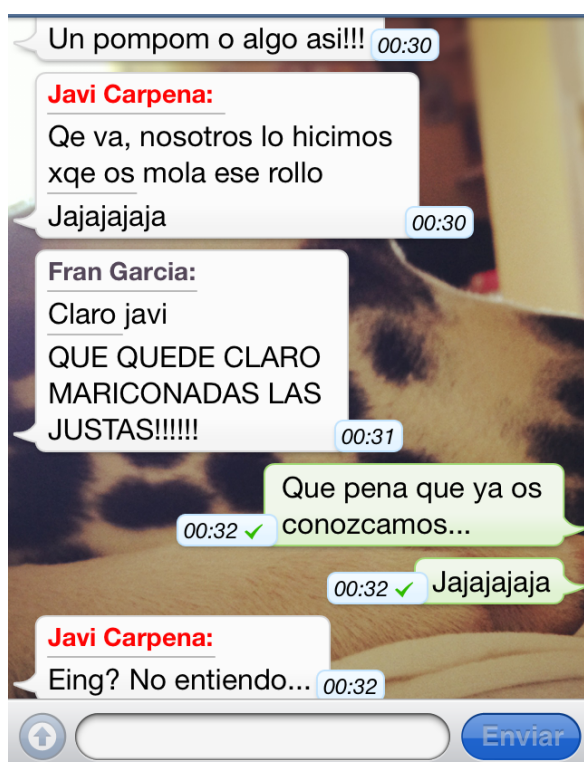 Un pompom o algo asi!!! 00:30
Javi Carpena:
Qe va, nosotros lo hicimos
xqe os mola ese rollo
Jajajajaja 00:30
Fran Garcia:
Claro javi
QUE QUEDE CLARO
MARICONADAS LAS
JUSTAS!!!!!! 00:31
Que pena que ya os
00:32 conozcamos...
00:32 Jajajajaja
Javi Carpena:
Eing? No entiendo... 00:32
Enviar